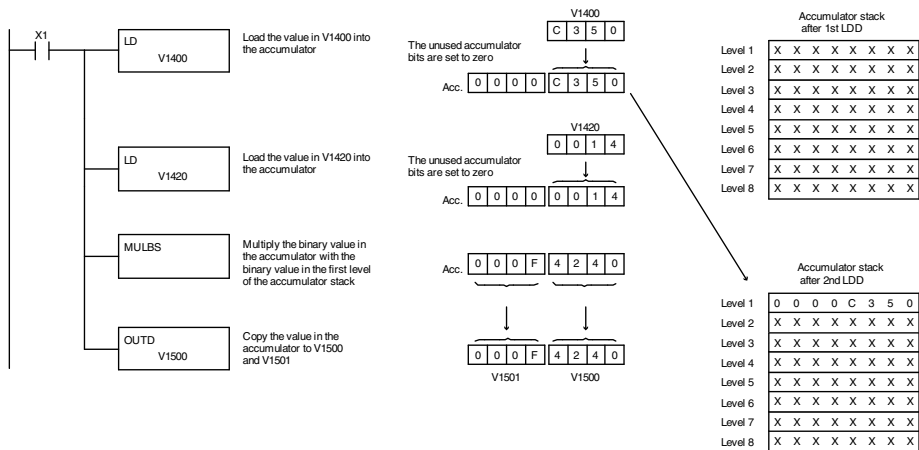 X1
LD
V1400
Load the value in V1400 into
the accumulator
LD
V1420
Load the value in V1420 into
the accumulator
MULBS
Multiply the binary value in
the accumulator with the
binary value in the first level
of the accumulator stack
OUTD
V1500
Copy the value in the
accumulator to V1500
and V1501
V1400
C 3 5 0
The unused accumulator
bits are set to zero
Acc. 0 0 0 0 C 3 5 0
V1420
0 0 1 4
The unused accumulator
bits are set to zero
Acc. 0 0 0 0 0 0 1 4
Acc. 0 0 0 F 4 2 4 0
0 0 0 F 4 2 4 0
V1501 V1500
Accumulator stack
after 1st LDD
Level 1 X X X X X X X X
Level 2 X X X X X X X X
Level 3 X X X X X X X X
Level 4 X X X X X X X X
Level 5 X X X X X X X X
Level 6 X X X X X X X X
Level 7 X X X X X X X X
Level 8 X X X X X X X X
Accumulator stack
after 2nd LDD
Level 1 0 0 0 0 C 3 5 0
Level 2 X X X X X X X X
Level 3 X X X X X X X X
Level 4 X X X X X X X X
Level 5 X X X X X X X X
Level 6 X X X X X X X X
Level 7 X X X X X X X X
Level 8 X X X X X X X X